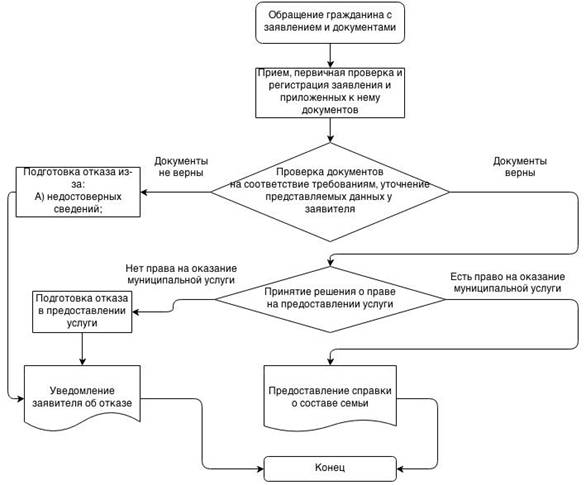 Обращение гражданина с
заявлением и документами
Прием, первичная проверка и
регистрация заявления и
приложенных к нему
документов
Документы
не верны
Документы
верны
Подготовка отказа из-
за:
А) недостоверных
сведений;
Проверка документов
на соответствие требованиям, уточнение
представляемых данных у
заявителя
Нет права на оказание
муниципальной услуги
Есть право на оказание
муниципальной услуги
Подготовка отказа
в предоставлении
услуги
Принятие решения о праве
на предоставлении услуги
Уведомление
заявителя об отказе
Предоставление справки
о составе семьи
Конец